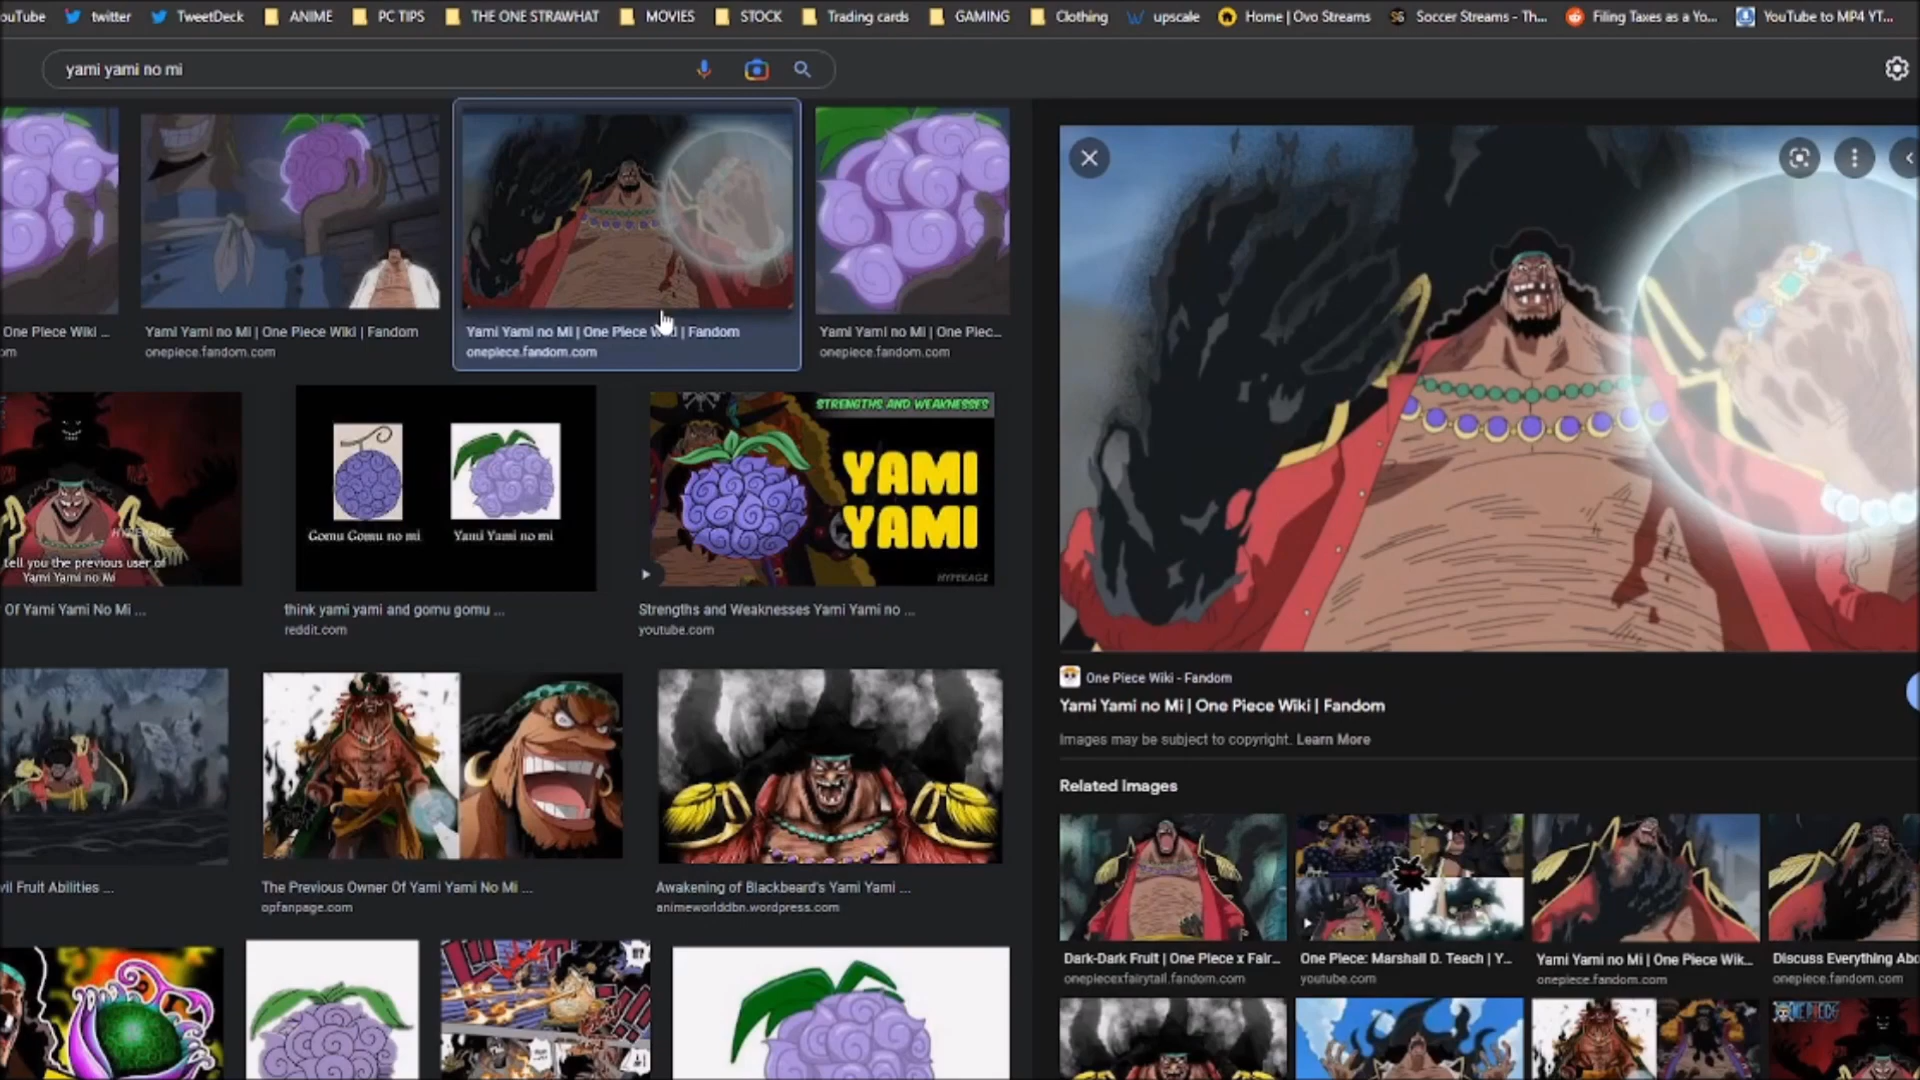 ouTube twitter TweetDeck ANIME PC TIPS THE ONE STRAWHAT MOVIES STOCK Trading cards GAMING Clothing upscale Home | Ovo Streams Soccer Streams - Th... Filing Taxes as a Yo... YouTube to MP4 YT...
yami yami no mi
One Piece Wiki ...
om
Yami Yami no Mi | One Piece Wiki | Fandom
onepiece.fandom.com
Yami Yami no Mi | One Piece W i | Fandom
onepiece.fandom.com
Yami Yami no Mi | One Piec...
onepiece.fandom.com
HYPEKAGE
tell you the previous user of
Yami Yami no Mi
Of Yami Yami No Mi ...
Gomu Gomu no mi
Yami Yami no mi
think yami yami and gomu gomu ...
reddit.com
STRENGTHS AND WEAKNESSES
YAMI
YAMI
HYPEKAGE
Strengths and Weaknesses Yami Yami no ...
youtube.com
vil Fruit Abilities ...
The Previous Owner Of Yami Yami No Mi ...
opfanpage.com
Awakening of Blackbeard's Yami Yami ...
animeworlddbn.wordpress.com
One Piece Wiki - Fandom
Yami Yami no Mi | One Piece Wiki | Fandom
Images may be subject to copyright. Learn More
Related Images
Dark-Dark Fruit | One Piece x Fair...
onepiecexfairytail.fandom.com
One Piece: Marshall D. Teach | Y...
youtube.com
Yami Yami no Mi | One Piece Wik...
onepiece.fandom.com
Discuss Everything Abo
onepiece.fandom.com
ONE PIECE